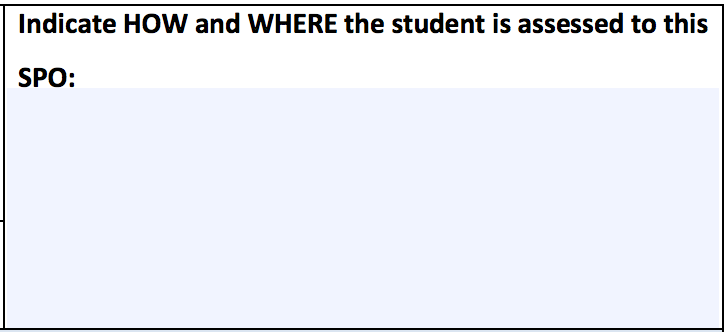 Indicate HOW and WHERE the student is assessed to this
SPO: